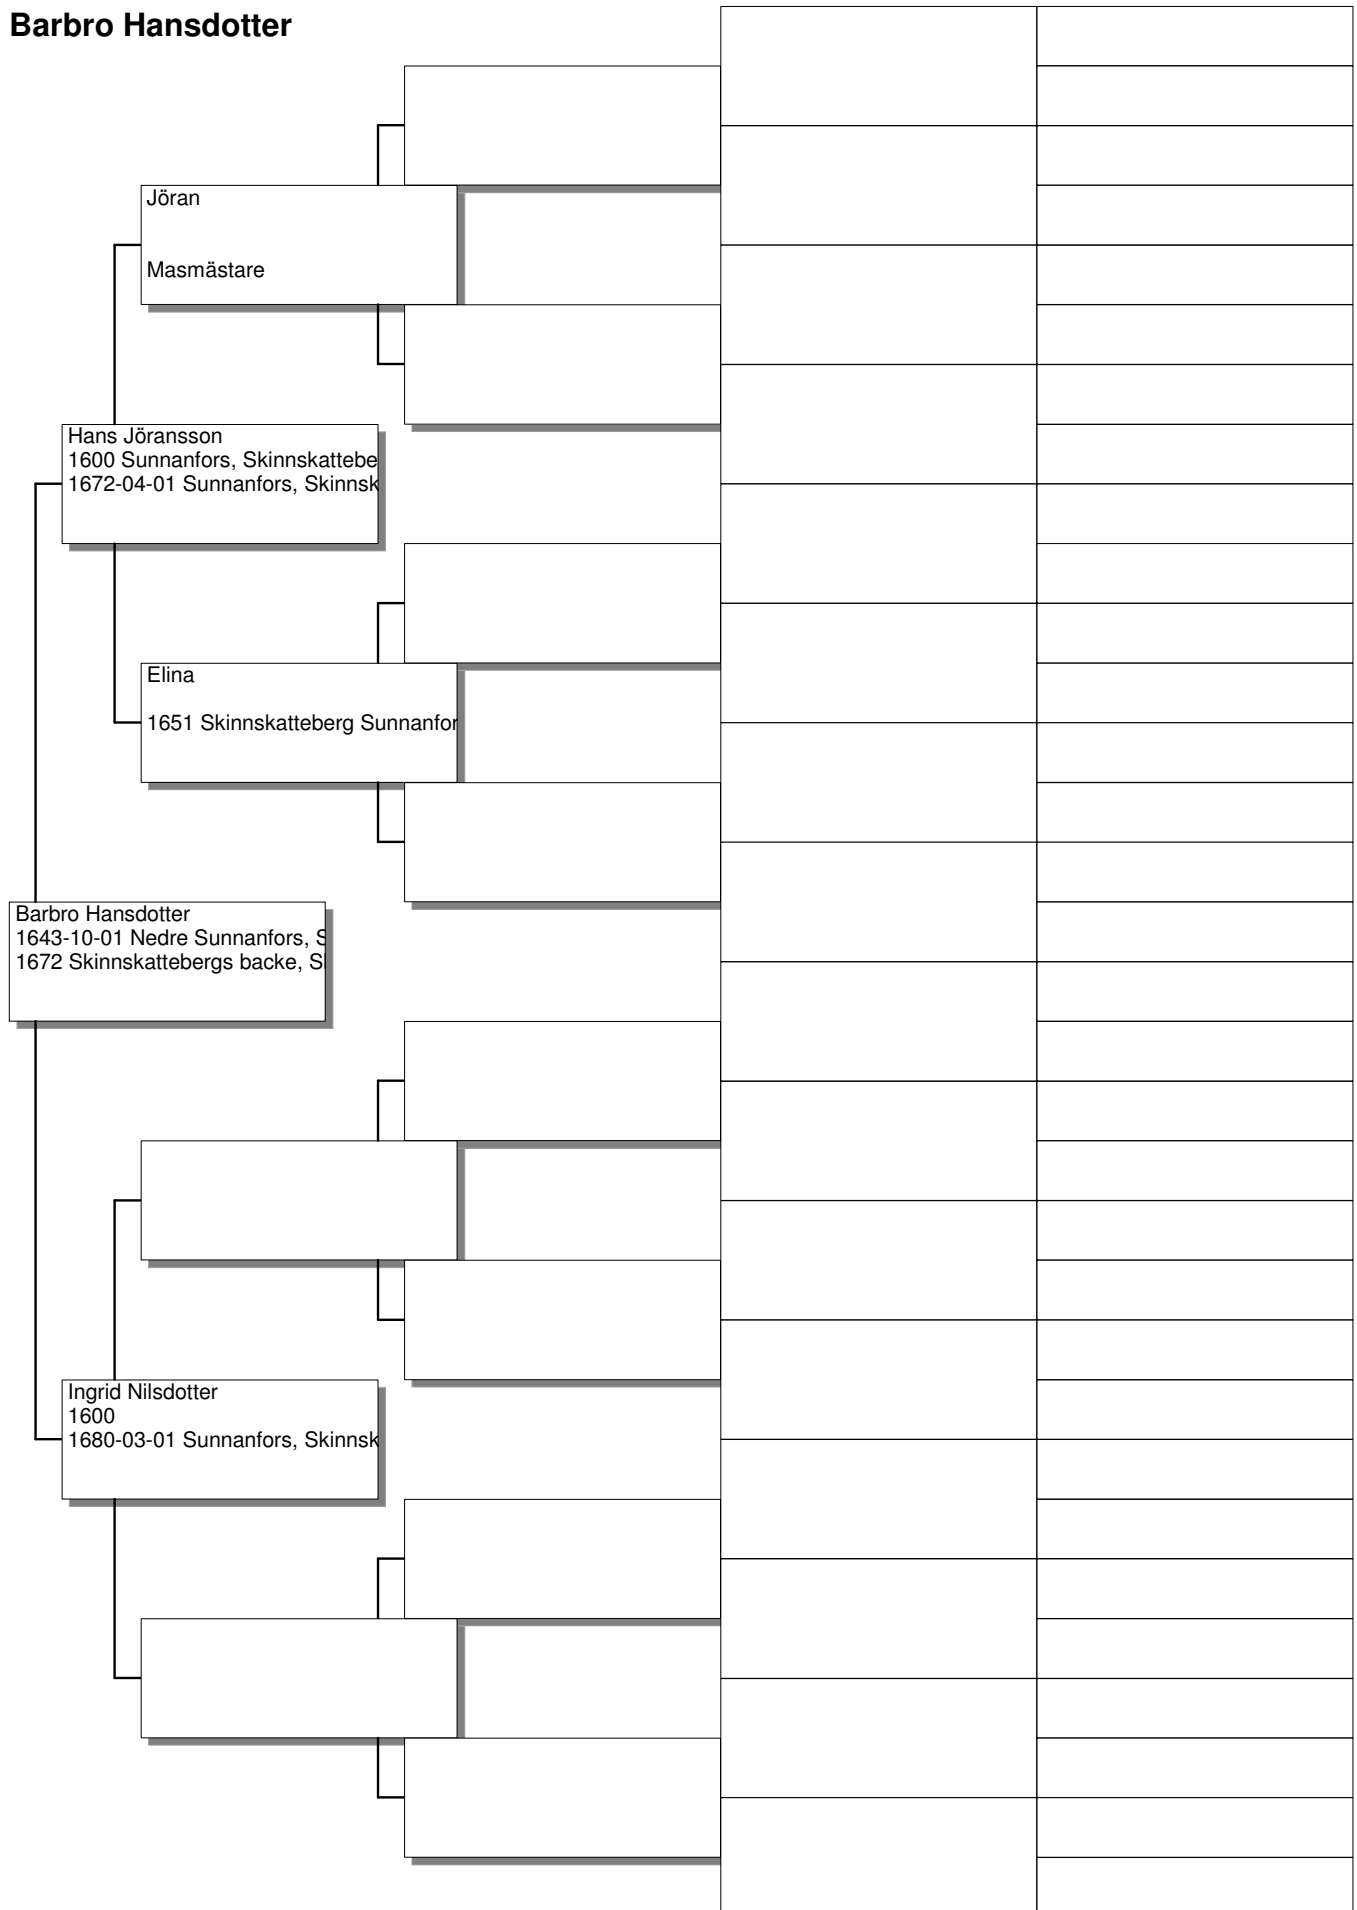 Barbro Hansdotter
Jöran
Masmästare
Hans Jöransson
1600 Sunnanfors, Skinnskattebe
1672-04-01 Sunnanfors, Skinnsk
Elina
1651 Skinnskatteberg Sunnanfor
Barbro Hansdotter
1643-10-01 Nedre Sunnanfors, S
1672 Skinnskattebergs backe, S
Ingrid Nilsdotter
1600
1680-03-01 Sunnanfors, Skinnsk